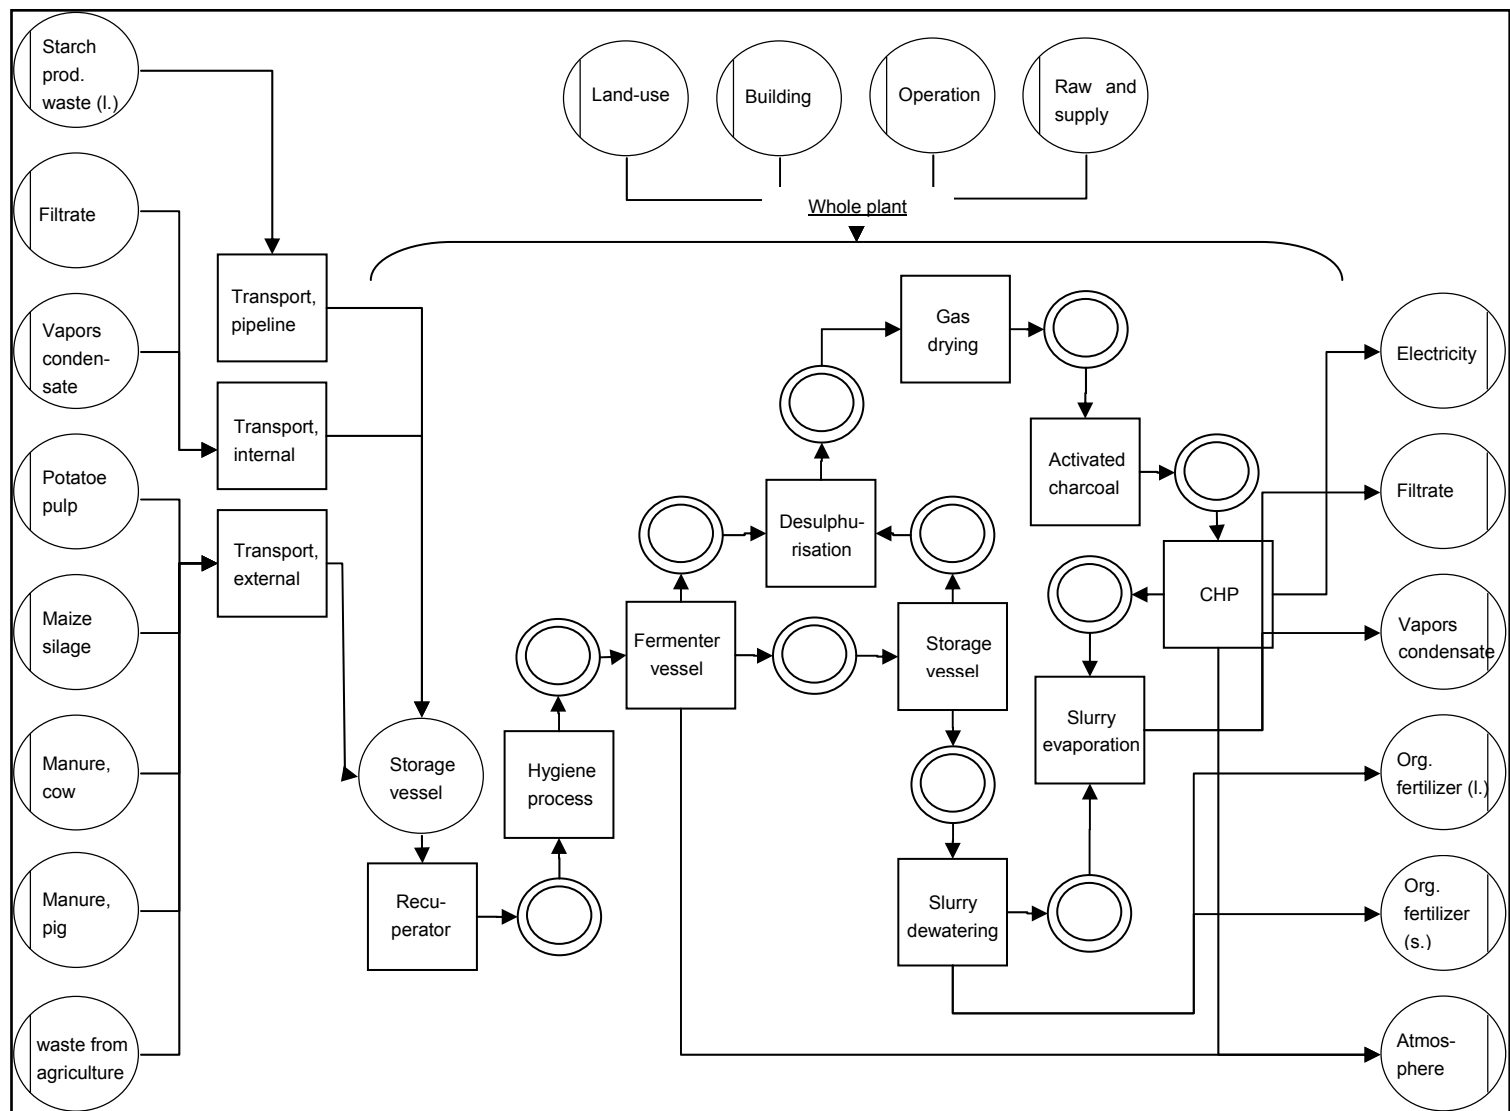 Starch
prod.
waste (l.)
Filtrate
Vapors
conden-
sate
Potatoe
pulp
Maize
silage
Manure,
cow
Manure,
pig
waste from
agriculture
Land-use
Building
Operation
Raw and
supply
Whole plant
Transport,
pipeline
Transport,
internal
Transport,
external
Storage
vessel
Recu-
perator
Hygiene
process
Fermenter
vessel
Desulphu-
risation
Gas
drying
Activated
charcoal
CHP
Storage
vessel
Slurry
evaporation
Slurry
dewatering
Electricity
Filtrate
Vapors
condensate
Org.
fertilizer (l.)
Org.
fertilizer
(s.)
Atmos-
phere